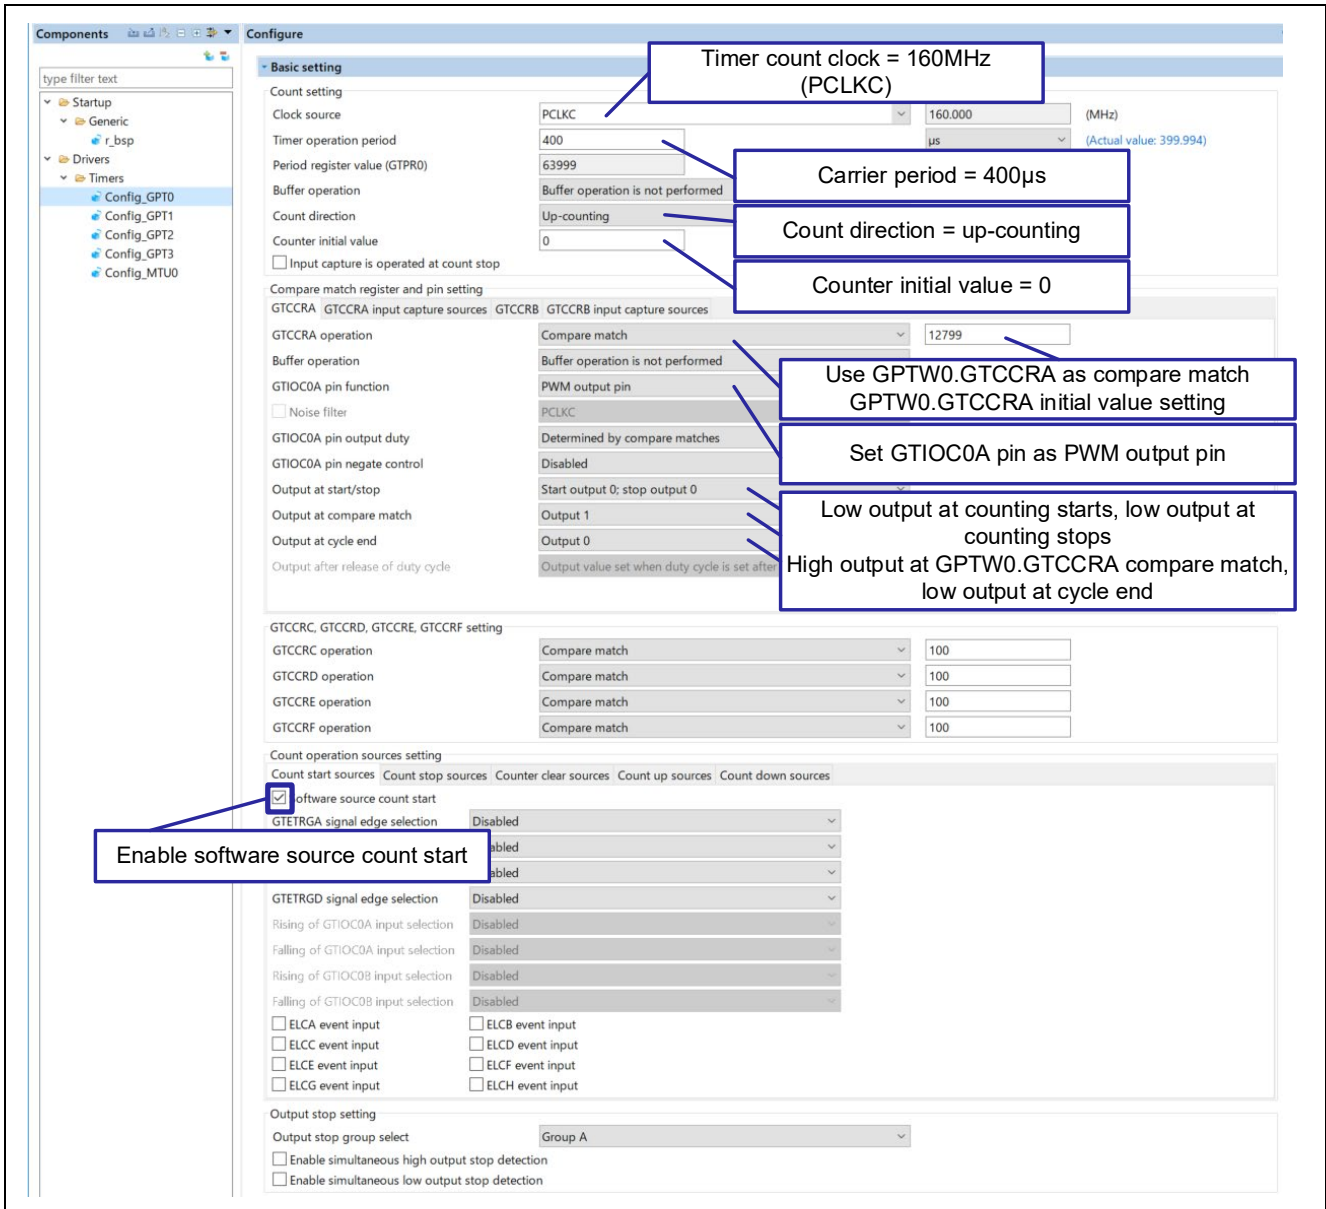 Components
Configure
type filter text
Startup
Generic
r_bsp
Drivers
Timers
Config_GPT0
Config_GPT1
Config_GPT2
Config_GPT3
Config_MTU0
Basic setting
Timer count clock = 160MHz
(PCLKC)
Count setting
Clock source PCLKC 160.000 (MHz)
Timer operation period 400 µs (Actual value: 399.994)
Period register value (GTPR0) 63999
Carrier period = 400µs
Buffer operation Buffer operation is not performed
Count direction Up-counting
Count direction = up-counting
Counter initial value 0
Input capture is operated at count stop
Counter initial value = 0
Compare match register and pin setting
GTCCRA GTCCRA input capture sources GTCCRB GTCCRB input capture sources
GTCCRA operation Compare match 12799
Buffer operation Buffer operation is not performed
Use GPTW0.GTCCRA as compare match
GPTW0.GTCCRA initial value setting
GTIOC0A pin function PWM output pin
Noise filter PCLKC
GTIOC0A pin output duty Determined by compare matches
Set GTIOC0A pin as PWM output pin
GTIOC0A pin negate control Disabled
Output at start/stop Start output 0; stop output 0
Output at compare match Output 1
Output at cycle end Output 0
Output after release of duty cycle Output value set when duty cycle is set after
Low output at counting starts, low output at
counting stops
High output at GPTW0.GTCCRA compare match,
low output at cycle end
GTCCRC, GTCCRD, GTCCRE, GTCCRF setting
GTCCRC operation Compare match 100
GTCCRD operation Compare match 100
GTCCRE operation Compare match 100
GTCCRF operation Compare match 100
Count operation sources setting
Count start sources Count stop sources Counter clear sources Count up sources Count down sources
Software source count start
GTETRGA signal edge selection Disabled
Enable software source count start
GTETRGD signal edge selection Disabled
Rising of GTIOC0A input selection Disabled
Falling of GTIOC0A input selection Disabled
Rising of GTIOC0B input selection Disabled
Falling of GTIOC0B input selection Disabled
ELCA event input ELCB event input
ELCC event input ELCD event input
ELCE event input ELCF event input
ELCG event input ELCH event input
Output stop setting
Output stop group select Group A
Enable simultaneous high output stop detection
Enable simultaneous low output stop detection